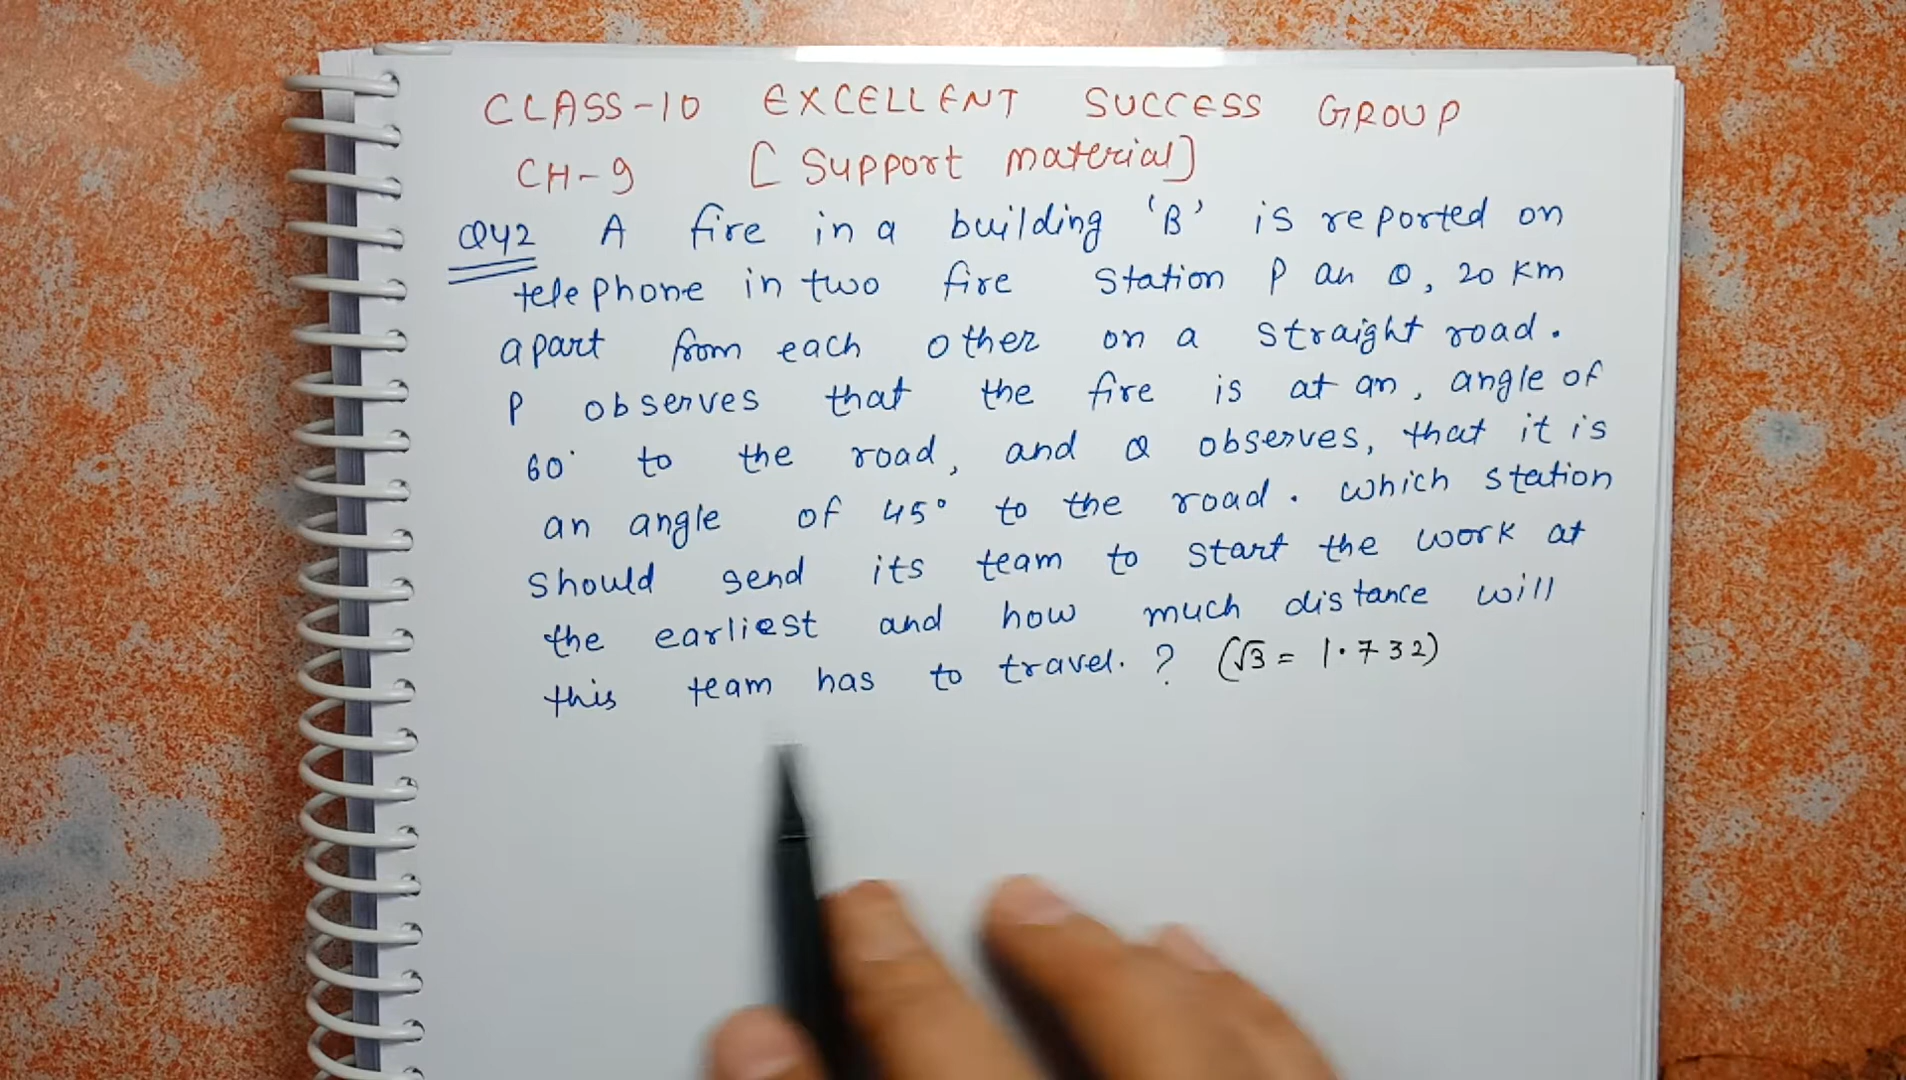 CLASS-10 EXCELLENT SUCCESS GROUP
CH-9 [Support material]
Q42 A fire in a building 'B' is reported on
telephone in two fire station P an Q, 20 km
apart from each other on a straight road.
P observes that the fire is at an, angle of
60° to the road, and Q observes, that it is
an angle of 45° to the road. which station
should send its team to start the work at
the earliest and how much distance will
this team has to travel. ? (√3 = 1.732)